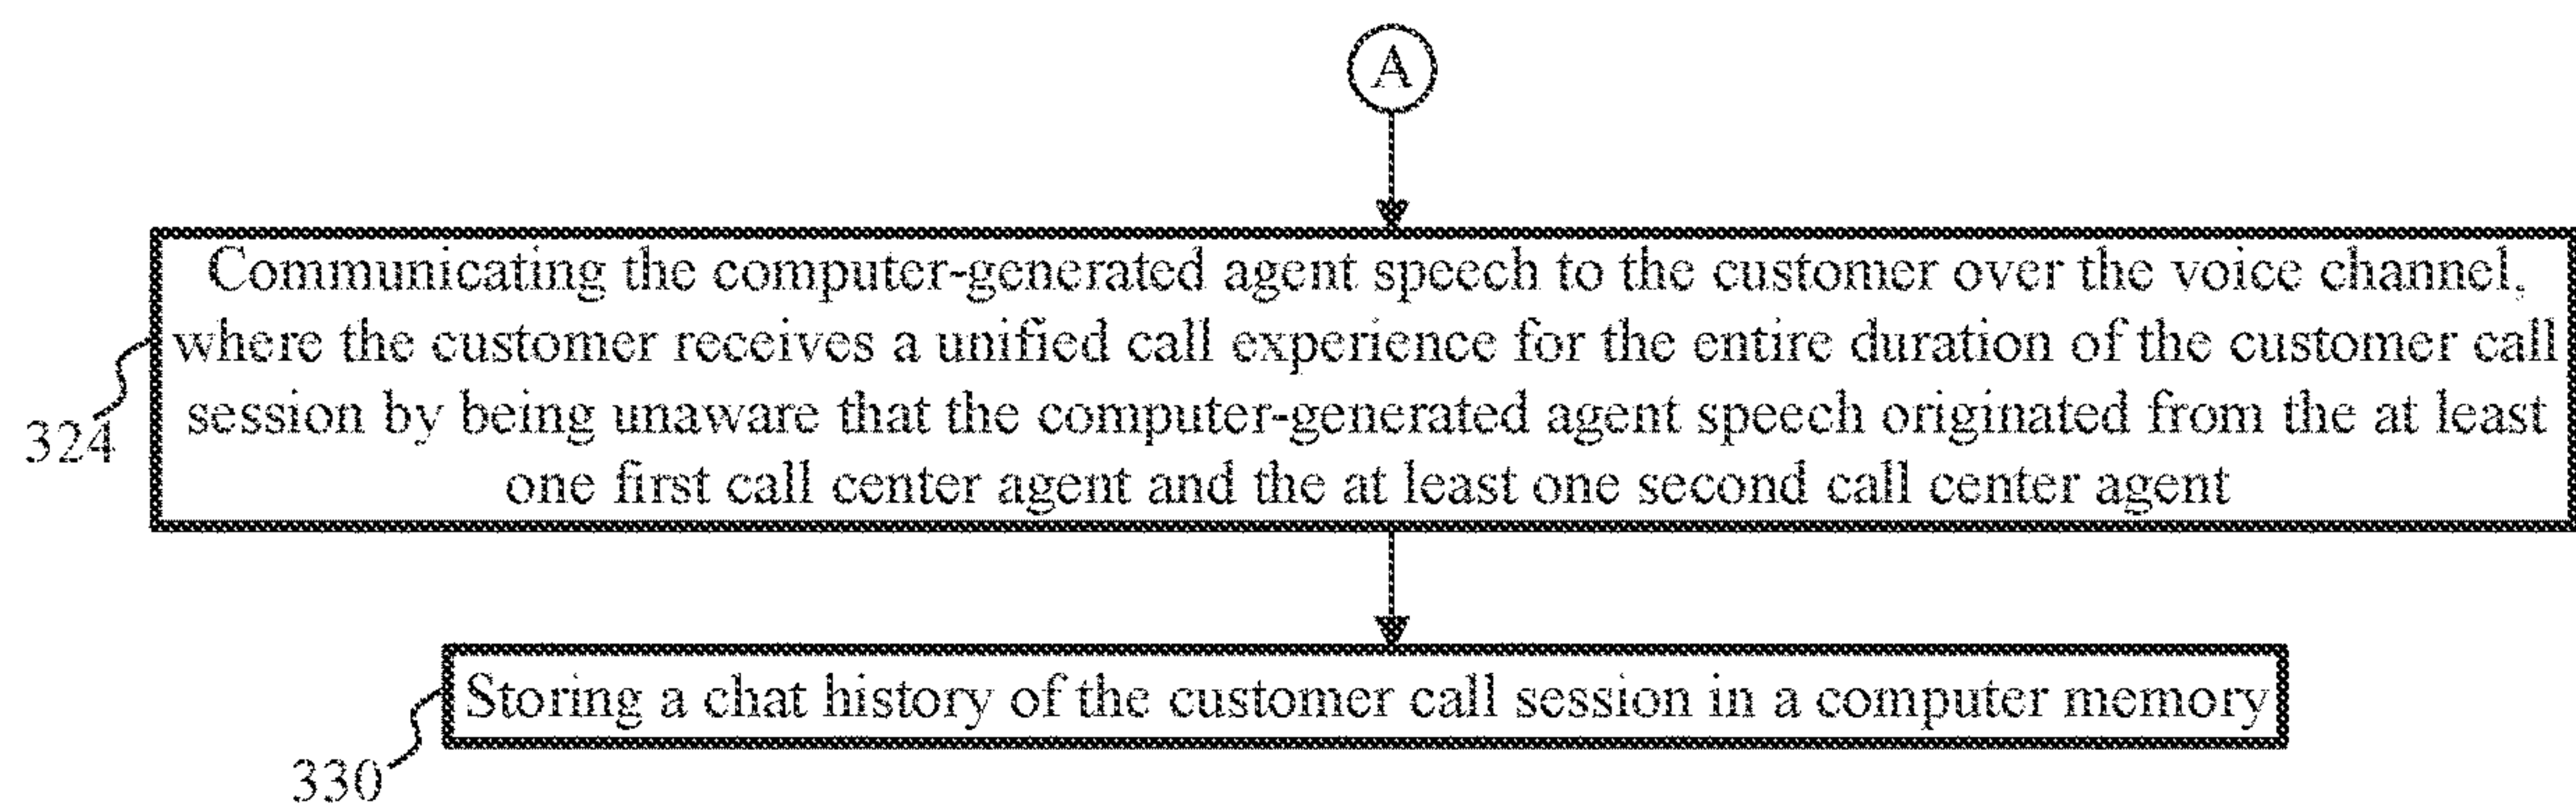 A
Communicating the computer-generated agent speech to the customer over the voice channel,
where the customer receives a unified call experience for the entire duration of the customer call
session by being unaware that the computer-generated agent speech originated from the at least
one first call center agent and the at least one second call center agent
324
Storing a chat history of the customer call session in a computer memory
330